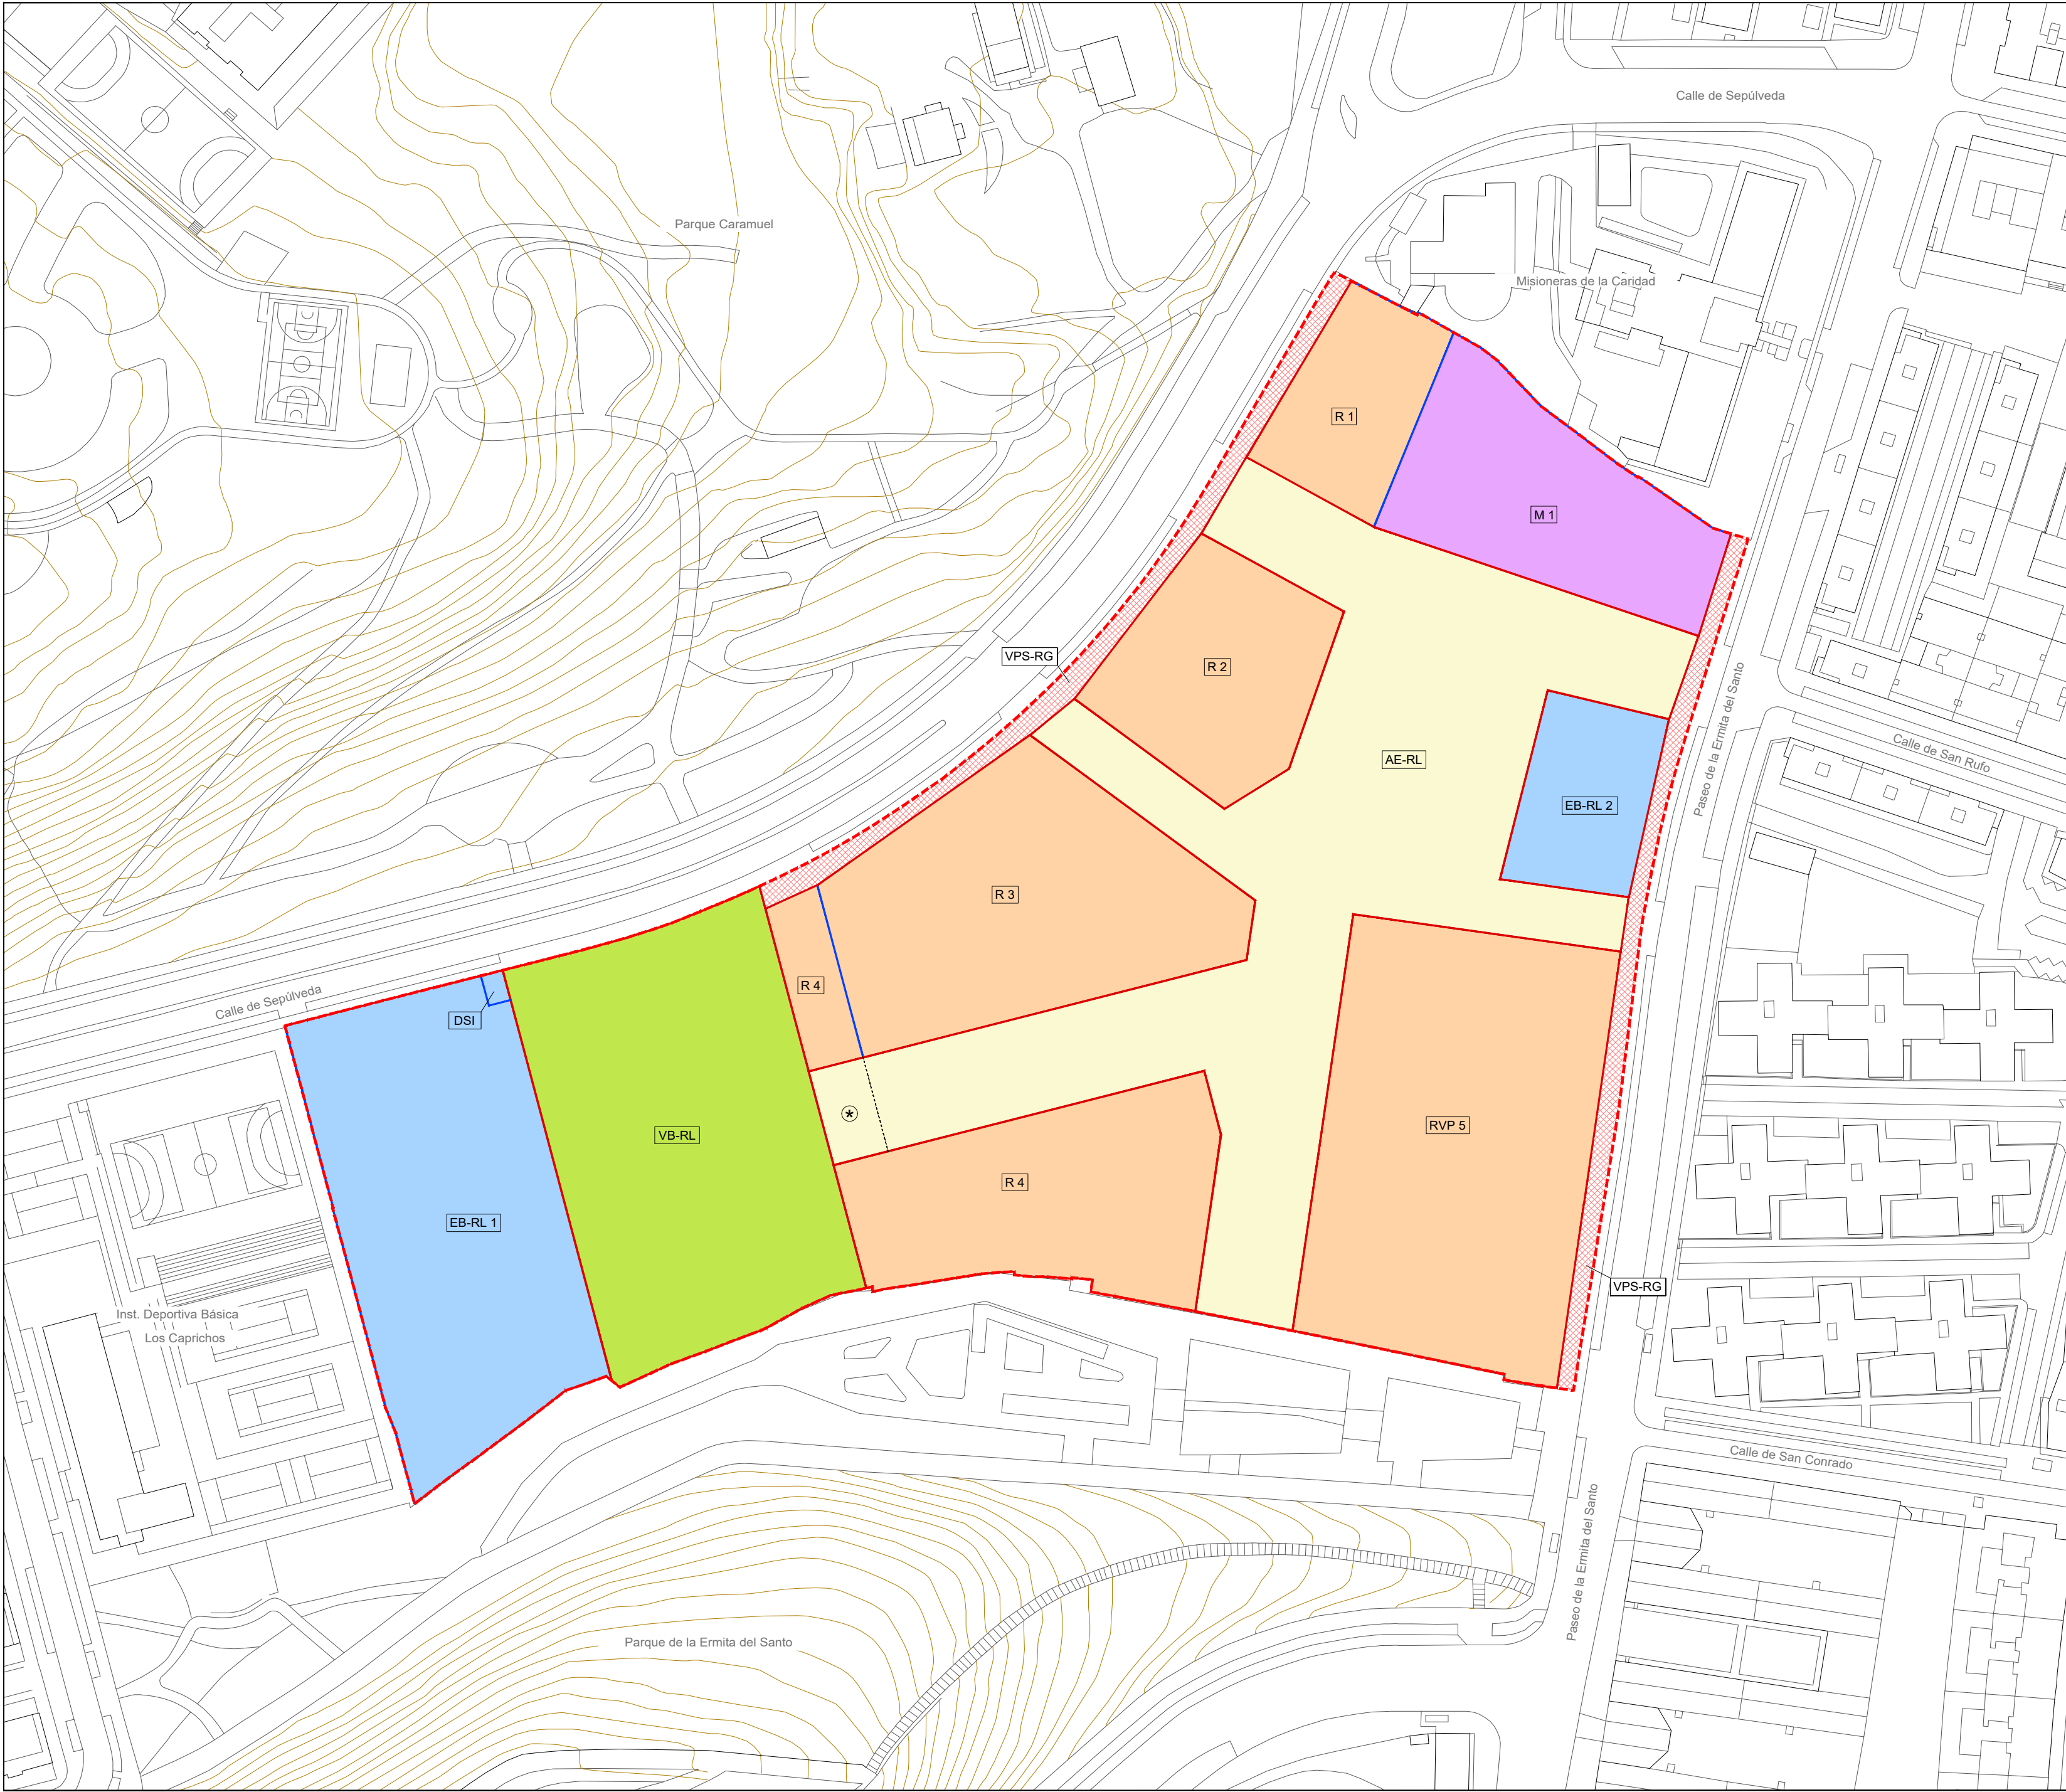 Calle de Sepúlveda
Parque Caramuel
Misioneras de la Caridad
R 1
M 1
VPS-RG
R 2
Paseo de la Ermita del Santo
Calle de San Rufo
AE-RL
EB-RL 2
R 3
R 4
Calle de Sepúlveda
DSI
*
VB-RL
RVP 5
R 4
EB-RL 1
VPS-RG
Inst. Deportiva Básica
Los Caprichos
Calle de San Conrado
Paseo de la Ermita del Santo
Parque de la Ermita del Santo